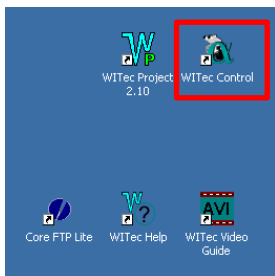 WITec Project WITec Control
2.10
Core FTP Lite WITec Help WITec Video
Guide